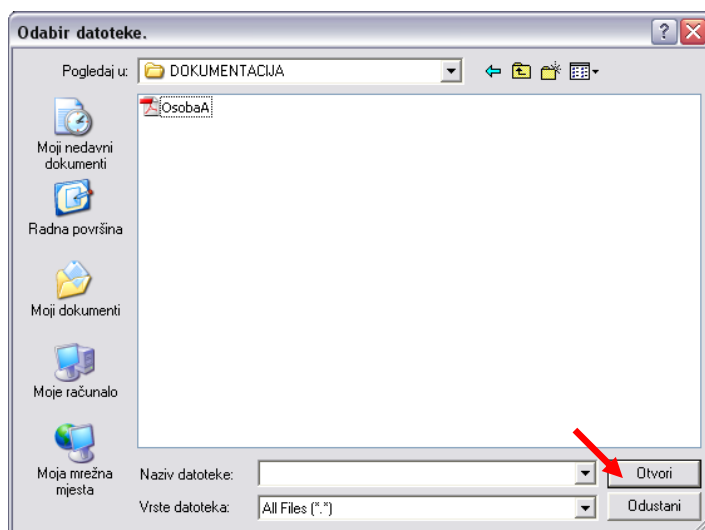 Odabir datoteke.
Pogledaj u: DOKUMENTACIJA
OsobaA
Moji nedavni
dokumenti
Radna površina
Moji dokumenti
Moje računalo
Moja mrežna
mjesta
Naziv datoteke:
Otvori
Vrste datoteka: All Files (*.*)
Odustani